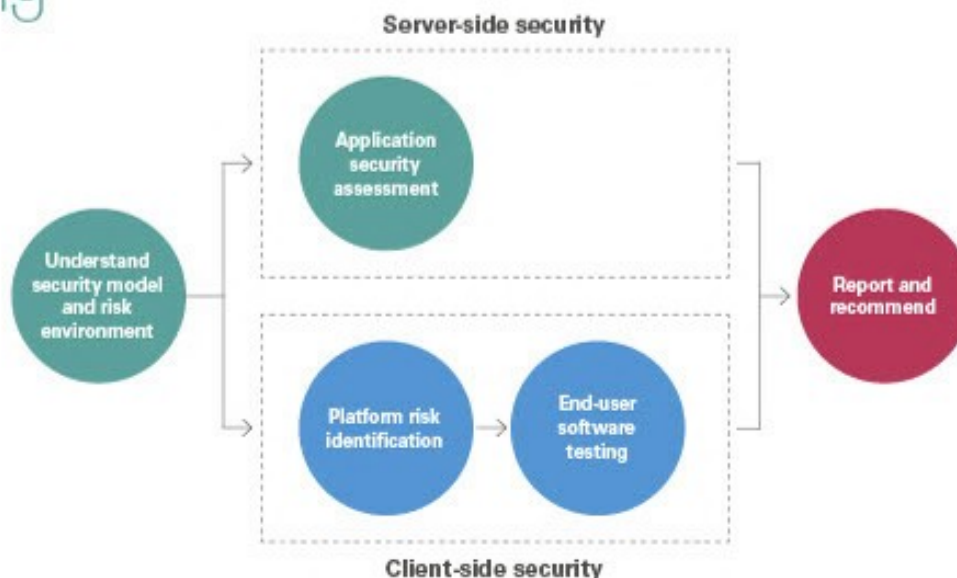 Server-side security
Application
security
assessment
Understand
security model
and risk
environment
Report and
recommend
Platform risk
identification
End-user
software
testing
Client-side security